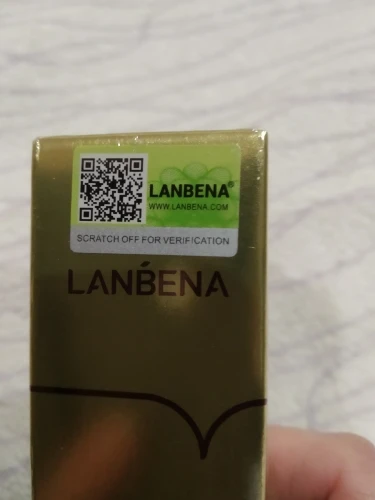 LANBENA®
WWW.LANBENA.COM
SCRATCH OFF FOR VERIFICATION
LANBENA